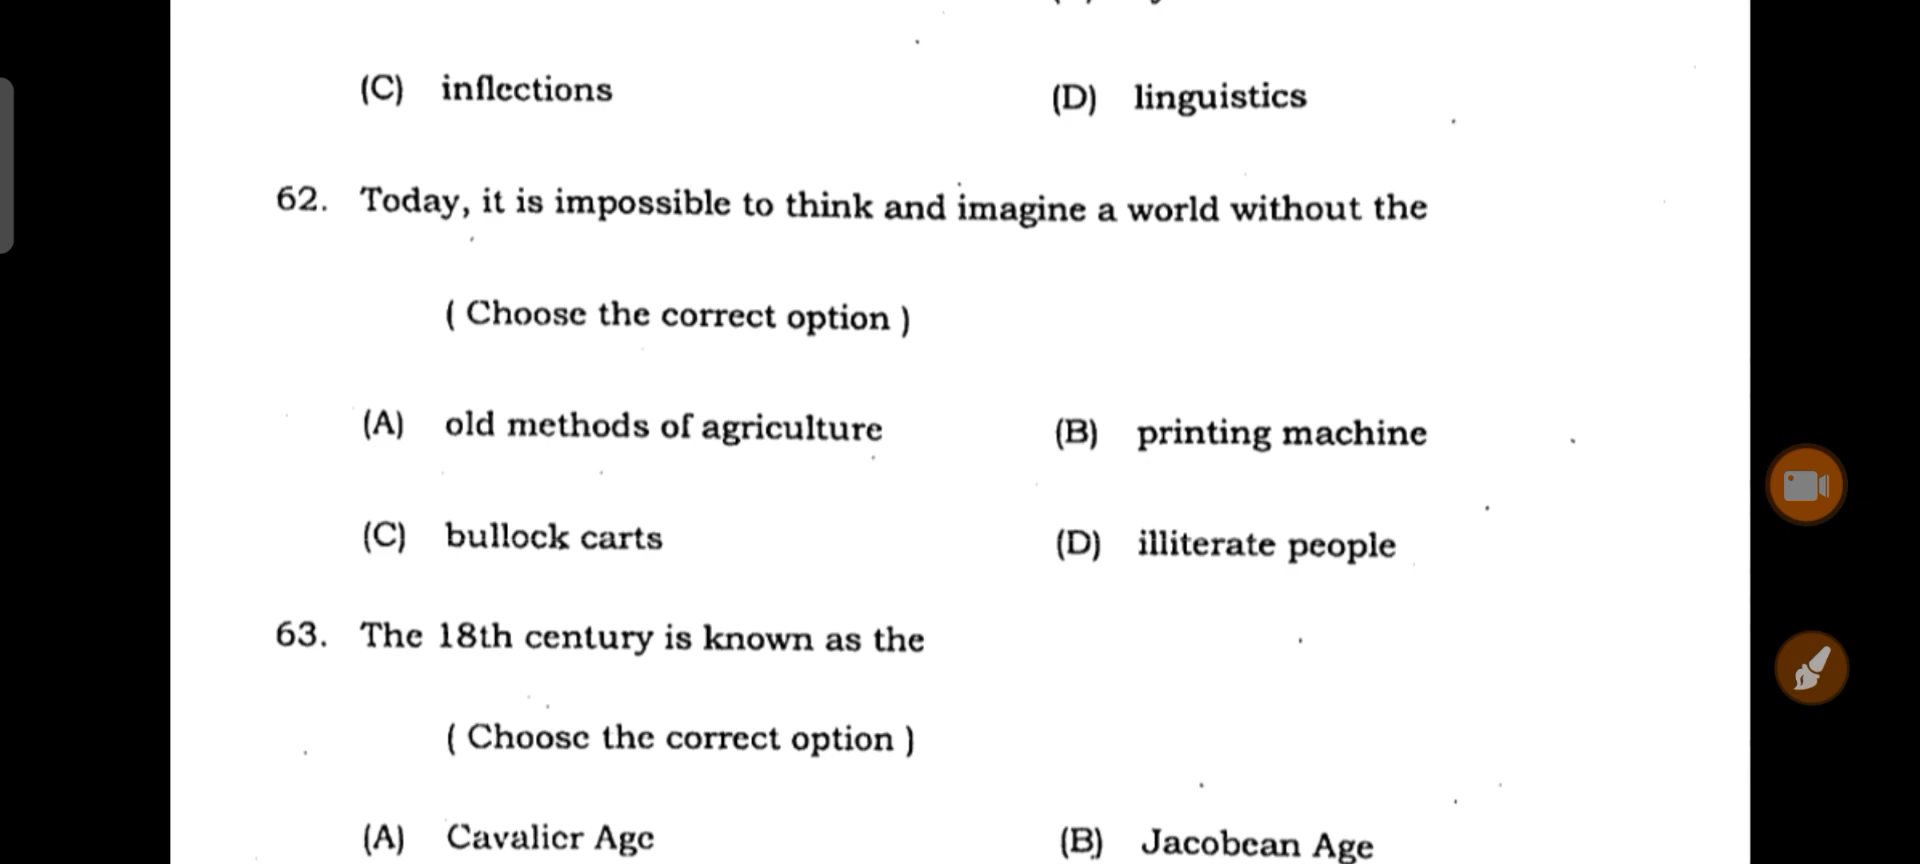 (C) inflections (D) linguistics
62. Today, it is impossible to think and imagine a world without the
( Choose the correct option )
(A) old methods of agriculture (B) printing machine
(C) bullock carts (D) illiterate people
63. The 18th century is known as the
( Choose the correct option )
(A) Cavalier Age (B) Jacobean Age